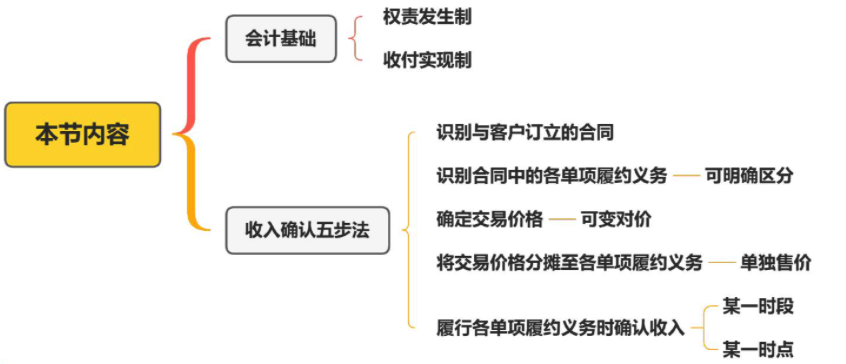 本节内容
会计基础
权责发生制
收付实现制
收入确认五步法
识别与客户订立的合同
识别合同中的各单项履约义务
可明确区分
确定交易价格
可变对价
将交易价格分摊至各单项履约义务
单独售价
履行各单项履约义务时确认收入
某一时段
某一时点